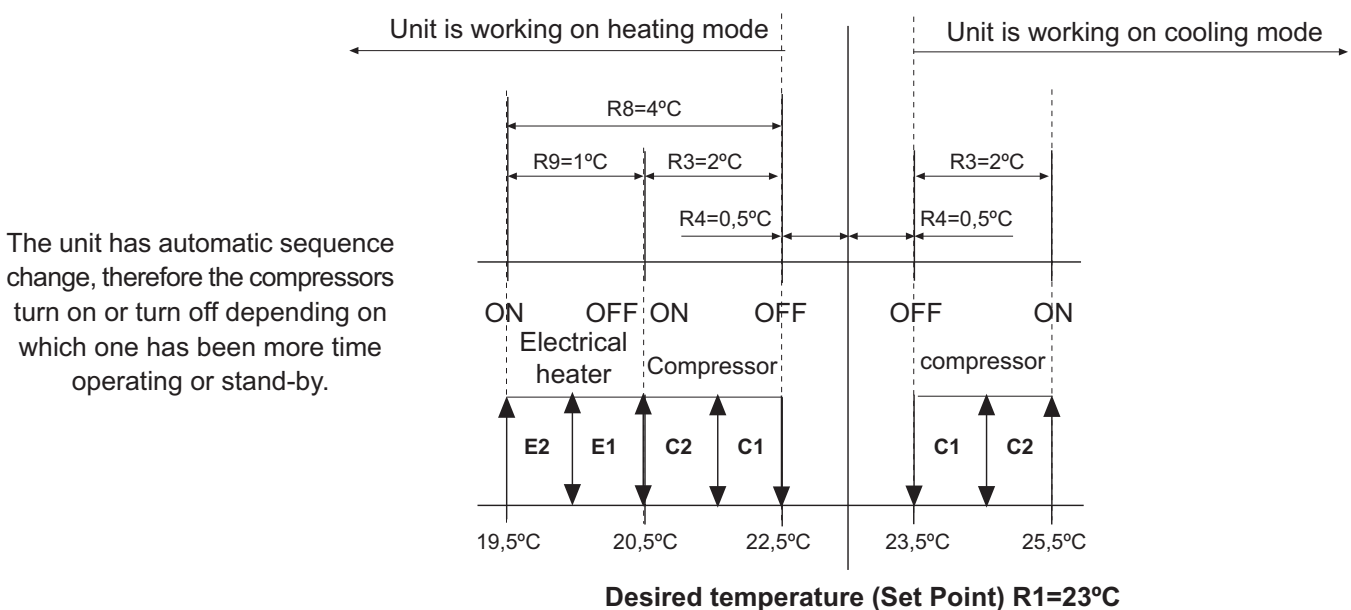 Unit is working on heating mode
Unit is working on cooling mode
R8=4ºC
R9=1ºC
R3=2ºC
R3=2ºC
R4=0,5ºC
R4=0,5ºC
The unit has automatic sequence
change, therefore the compressors
turn on or turn off depending on
which one has been more time
operating or stand-by.
ON
OFF
ON
OFF
OFF
ON
Electrical
heater
Compressor
compressor
E2
E1
C2
C1
C1
C2
19,5ºC
20,5ºC
22,5ºC
23,5ºC
25,5ºC
Desired temperature (Set Point) R1=23ºC